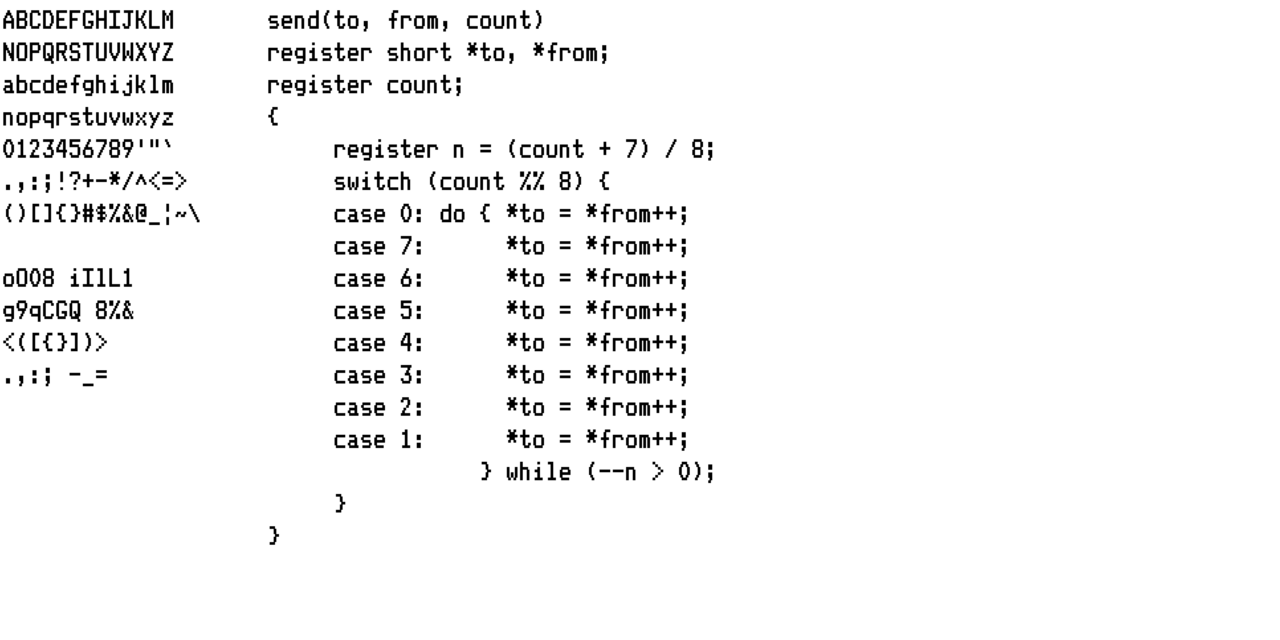 ABCDEFGHIJKLM       send(to, from, count)
NOPQRSTUVWXYZ       register short *to, *from;
abcdefghijklm       register count;
nopqrstuvwxyz       {
0123456789'"`            register n = (count + 7) / 8;
.,:;!?+-*/^<=>           switch (count %% 8) {
()[]{}#$%&@_¦~\          case 0: do { *to = *from++;
                         case 7:      *to = *from++;
oO08 iIlL1               case 6:      *to = *from++;
g9qCGQ 8%&               case 5:      *to = *from++;
<([{}])>                 case 4:      *to = *from++;
.,:; -_=                 case 3:      *to = *from++;
                         case 2:      *to = *from++;
                         case 1:      *to = *from++;
                                    } while (--n > 0);
                         }
                    }